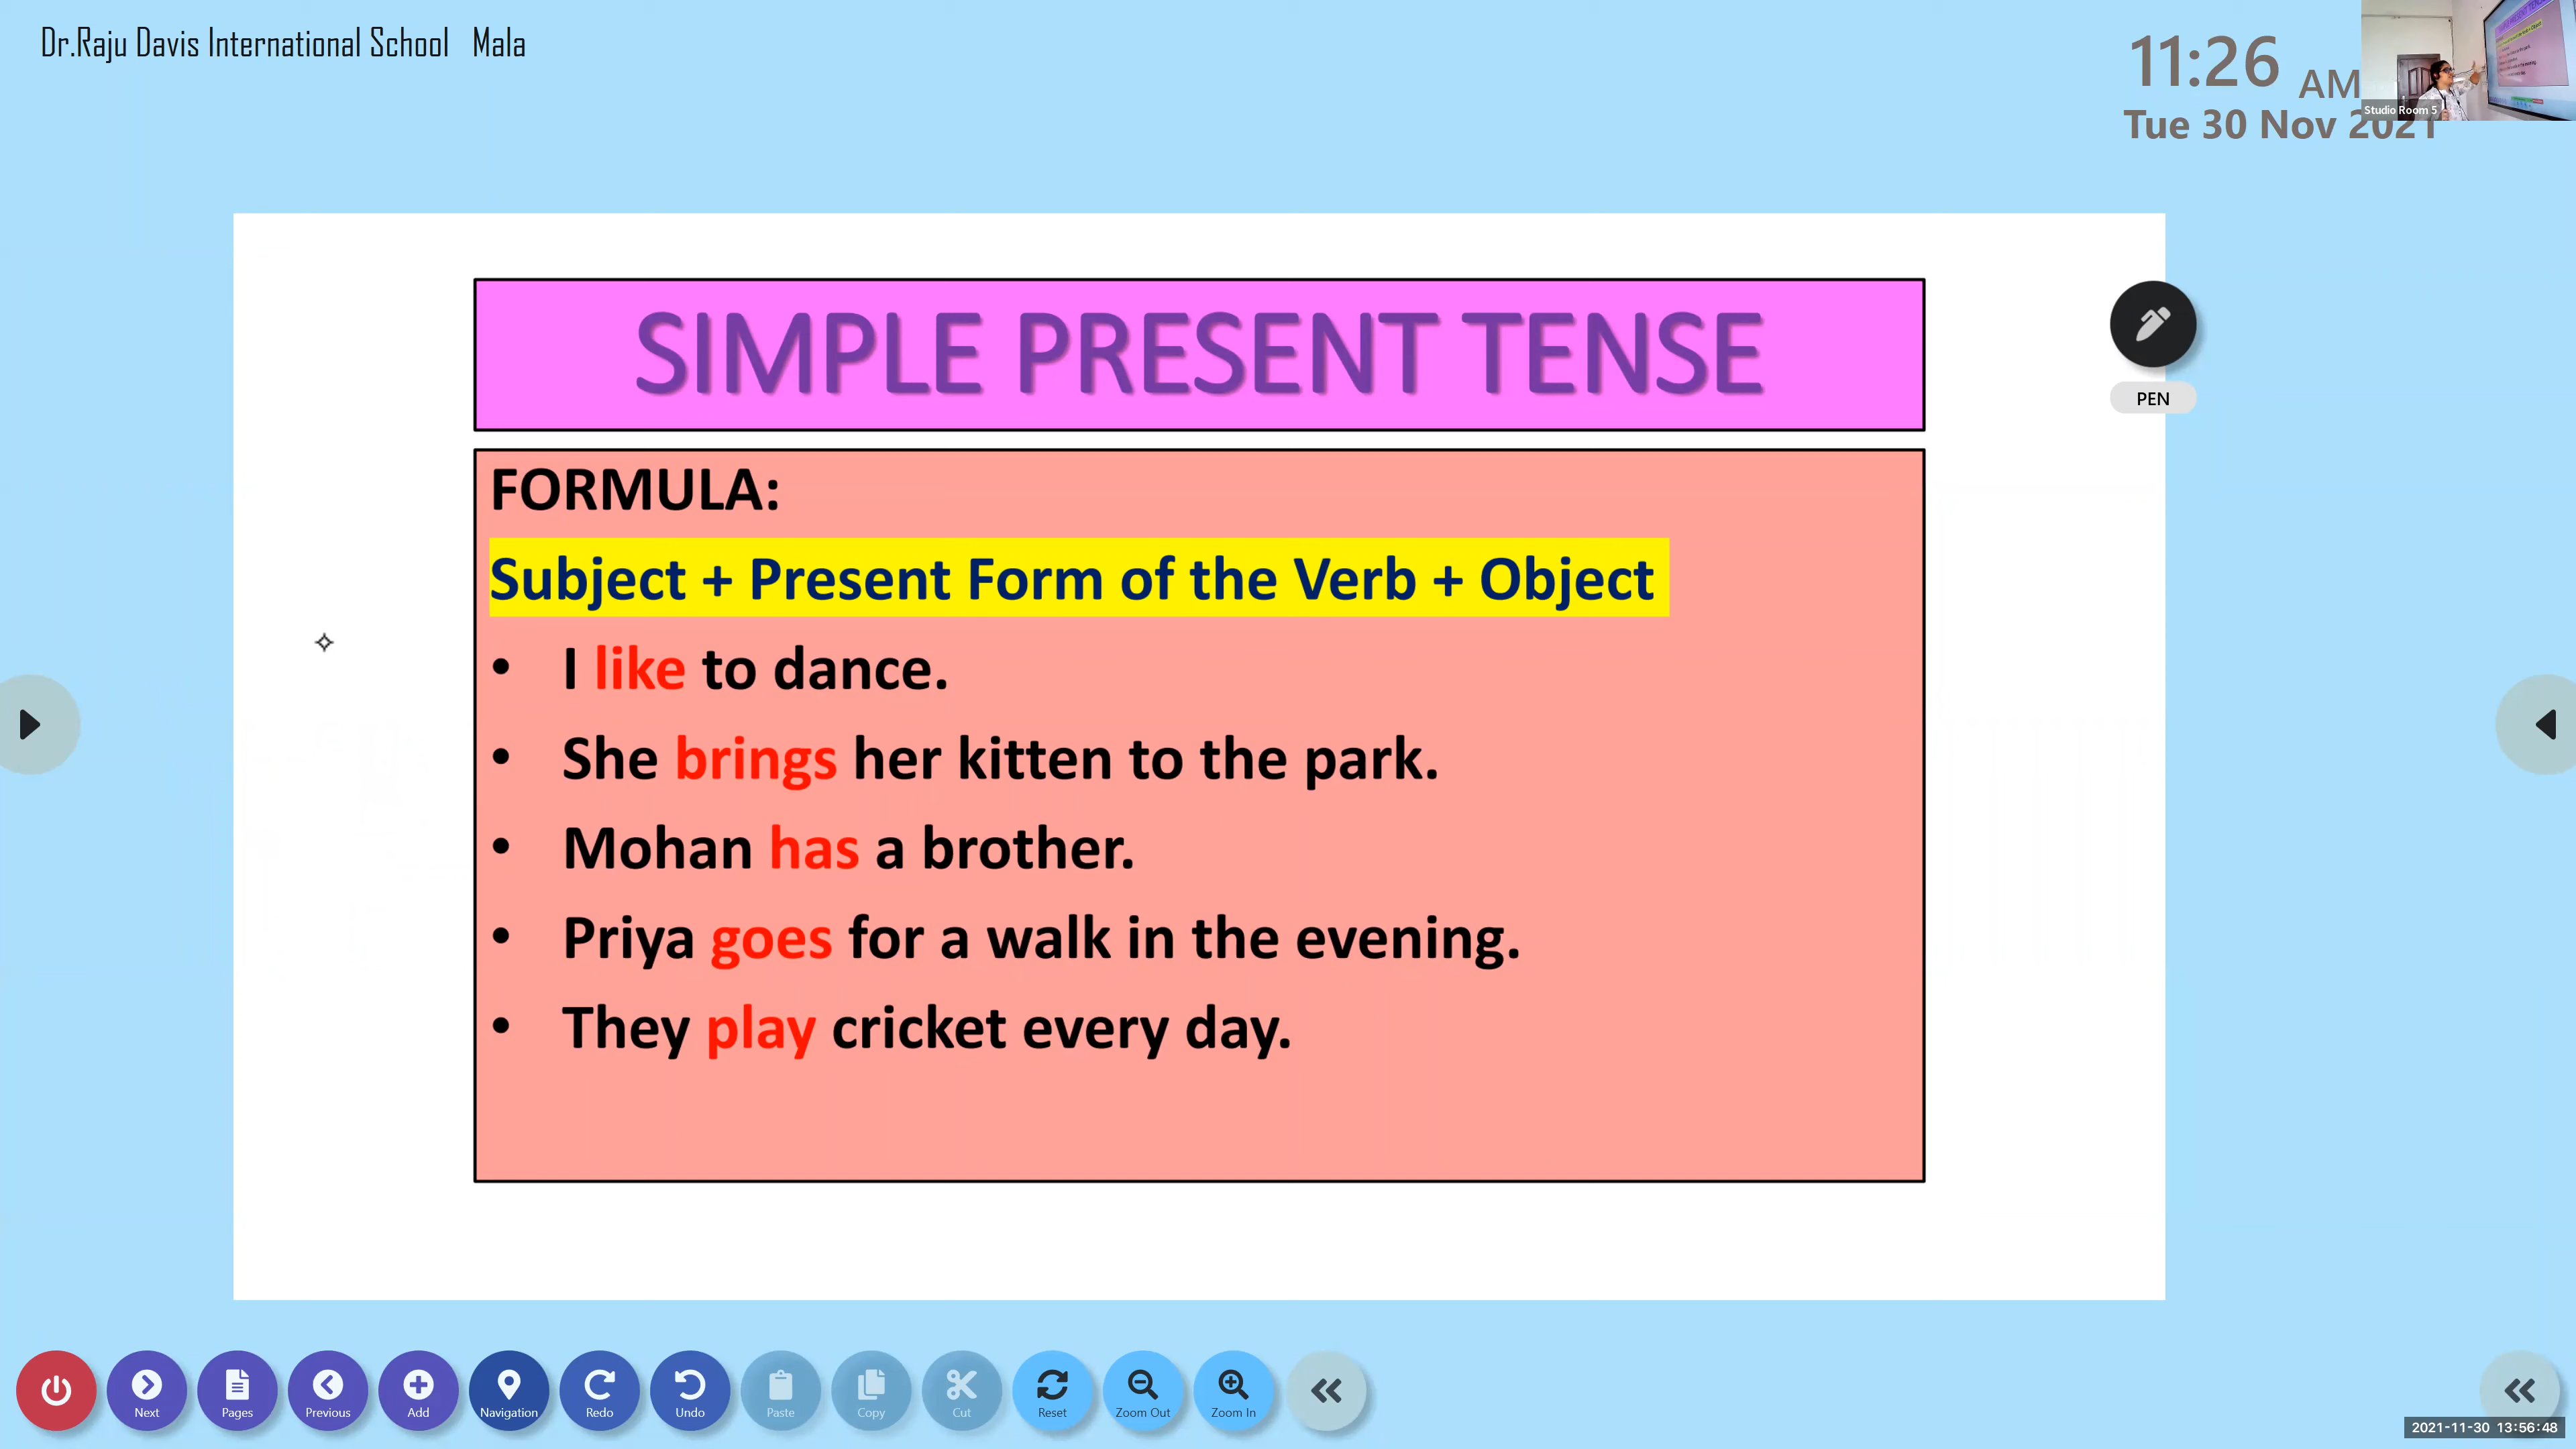 Dr.Raju Davis International School Mala
11:26 AM
Tue 30 Nov 2021
Studio Room 5
SIMPLE PRESENT TENSE
PEN
FORMULA:
Subject + Present Form of the Verb + Object
• I like to dance.
• She brings her kitten to the park.
• Mohan has a brother.
• Priya goes for a walk in the evening.
• They play cricket every day.
Next Pages Previous Add Navigation Redo Undo Paste Copy Cut Reset Zoom Out Zoom In
2021-11-30 13:56:48